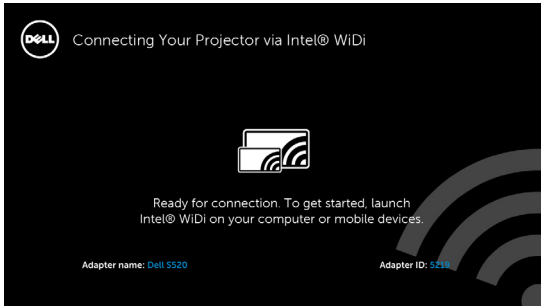 DELL
Connecting Your Projector via Intel® WiDi
Ready for connection. To get started, launch
Intel® WiDi on your computer or mobile devices.
Adapter name: Dell S520 Adapter ID: 5219